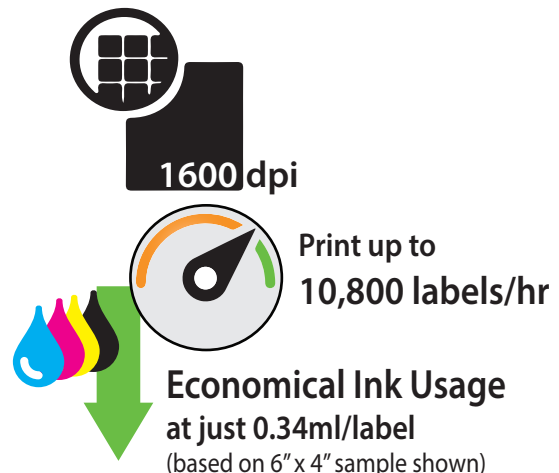 1600 dpi
Print up to
10,800 labels/hr
Economical Ink Usage
at just 0.34ml/label
(based on 6” x 4” sample shown)